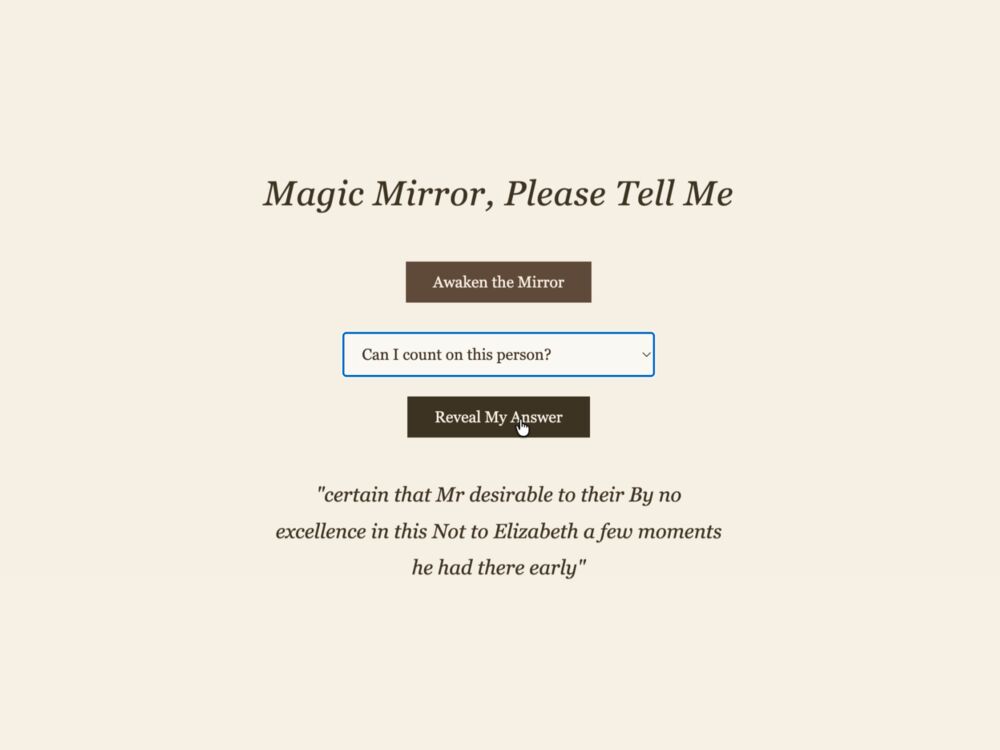 Magic Mirror, Please Tell Me
Awaken the Mirror
Can I count on this person?
Reveal My Answer
"certain that Mr desirable to their By no
excellence in this Not to Elizabeth a few moments
he had there early"